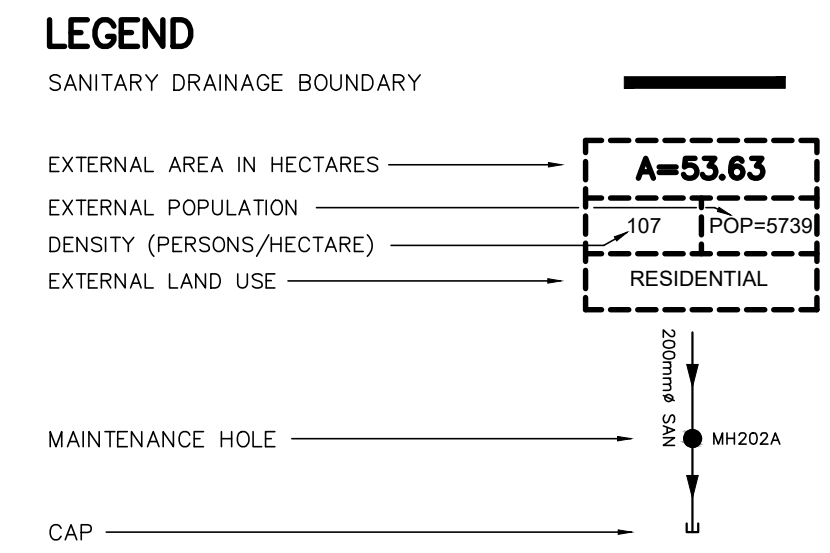 LEGEND
SANITARY DRAINAGE BOUNDARY
EXTERNAL AREA IN HECTARES
A=53.63
EXTERNAL POPULATION
POP=5739
DENSITY (PERSONS/HECTARE)
107
EXTERNAL LAND USE
RESIDENTIAL
200mmø SAN
MAINTENANCE HOLE
MH202A
CAP